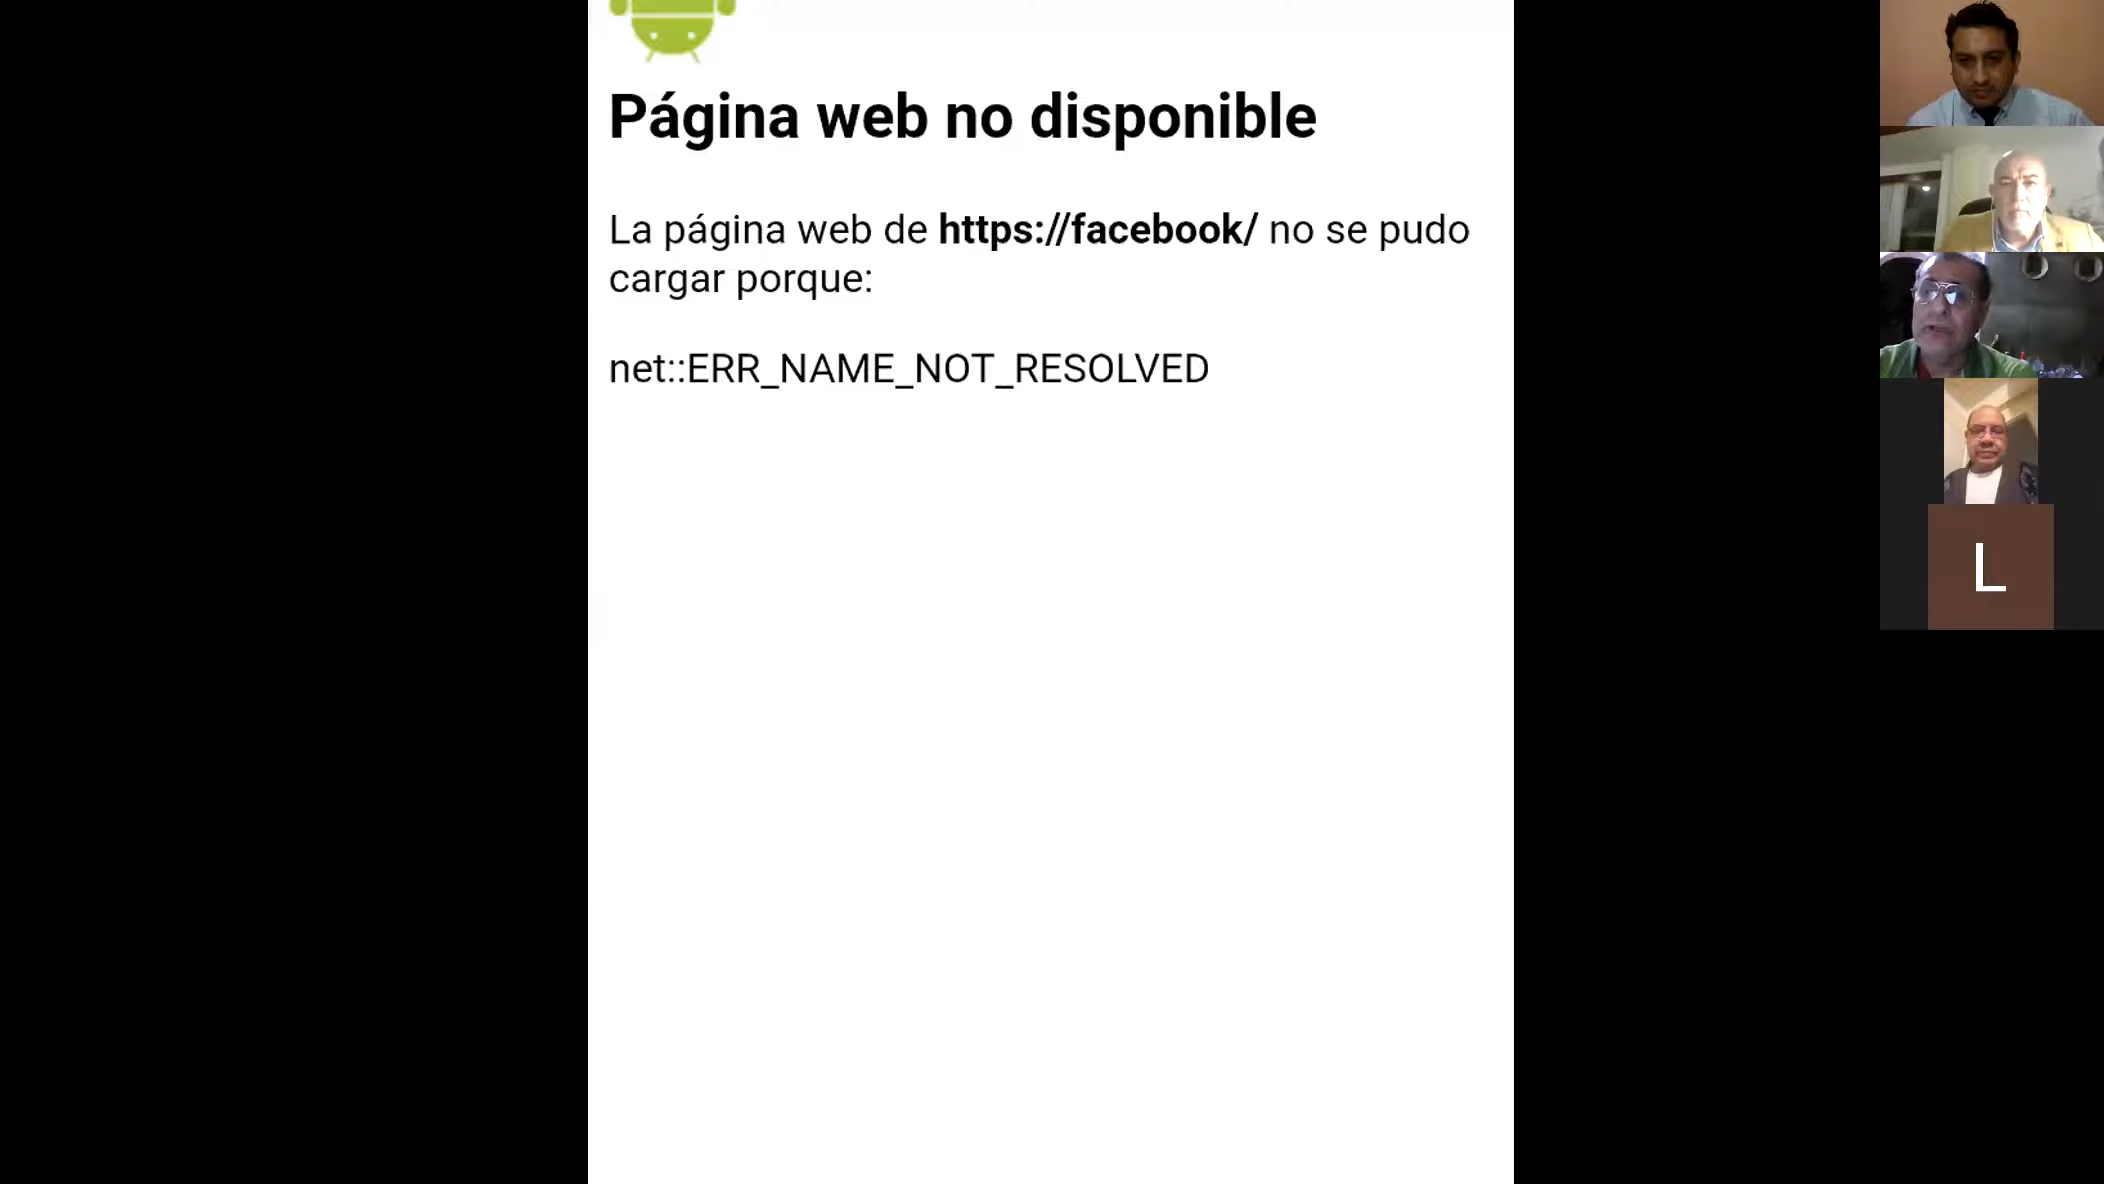 Página web no disponible
La página web de https://facebook/ no se pudo
cargar porque:
net::ERR_NAME_NOT_RESOLVED
L